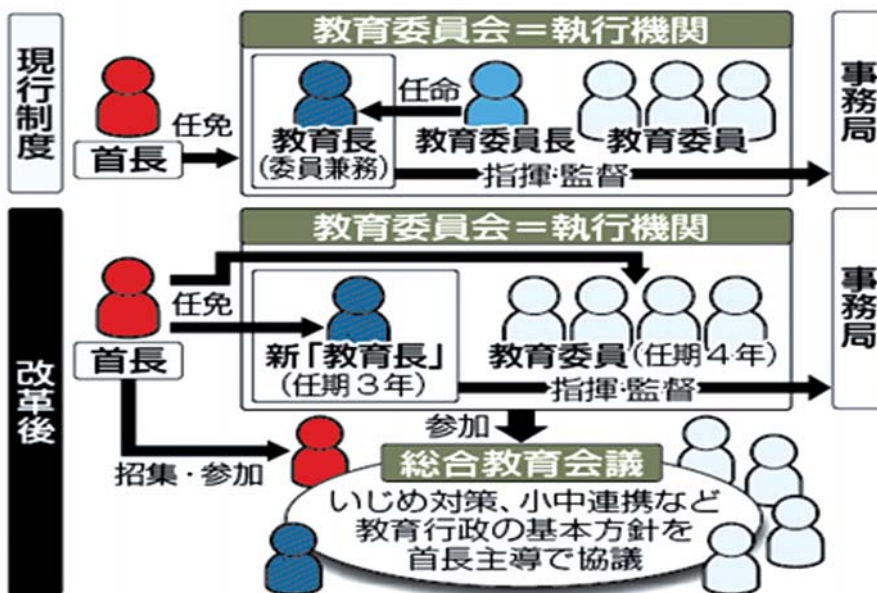 現行制度
教育委員会=執行機関
首長
任免
教育長
(委員兼務)
任命
教育委員長
教育委員
指揮・監督
事務局
改革後
教育委員会=執行機関
首長
任免
新「教育長」
(任期3年)
教育委員(任期4年)
指揮・監督
事務局
招集・参加
参加
総合教育会議
いじめ対策、小中連携など
教育行政の基本方針を
首長主導で協議